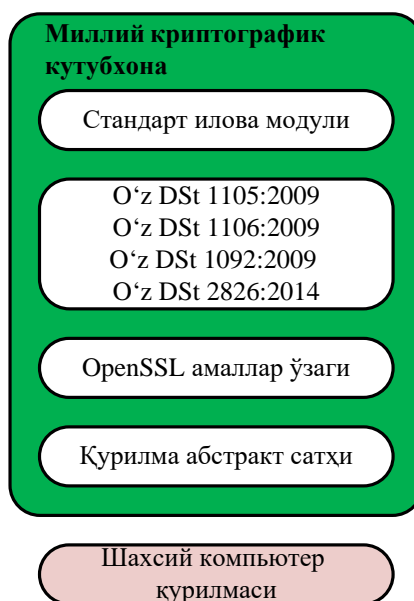 Миллий криптографик
кутубхона
Стандарт илова модули
O‘z DSt 1105:2009
O‘z DSt 1106:2009
O‘z DSt 1092:2009
O‘z DSt 2826:2014
OpenSSL амаллар ўзаги
Қурилма абстракт сатҳи
Шахсий компьютер
қурилмаси